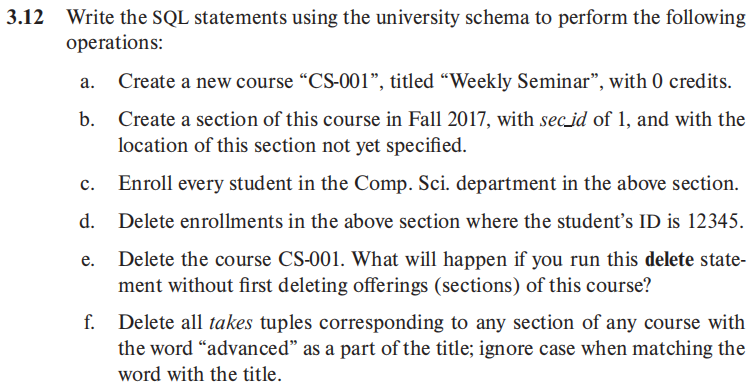 3.12 Write the SQL statements using the university schema to perform the following
operations:
a. Create a new course “CS-001”, titled “Weekly Seminar”, with 0 credits.
b. Create a section of this course in Fall 2017, with sec_id of 1, and with the
location of this section not yet specified.
c. Enroll every student in the Comp. Sci. department in the above section.
d. Delete enrollments in the above section where the student’s ID is 12345.
e. Delete the course CS-001. What will happen if you run this delete state-
ment without first deleting offerings (sections) of this course?
f. Delete all takes tuples corresponding to any section of any course with
the word “advanced” as a part of the title; ignore case when matching the
word with the title.